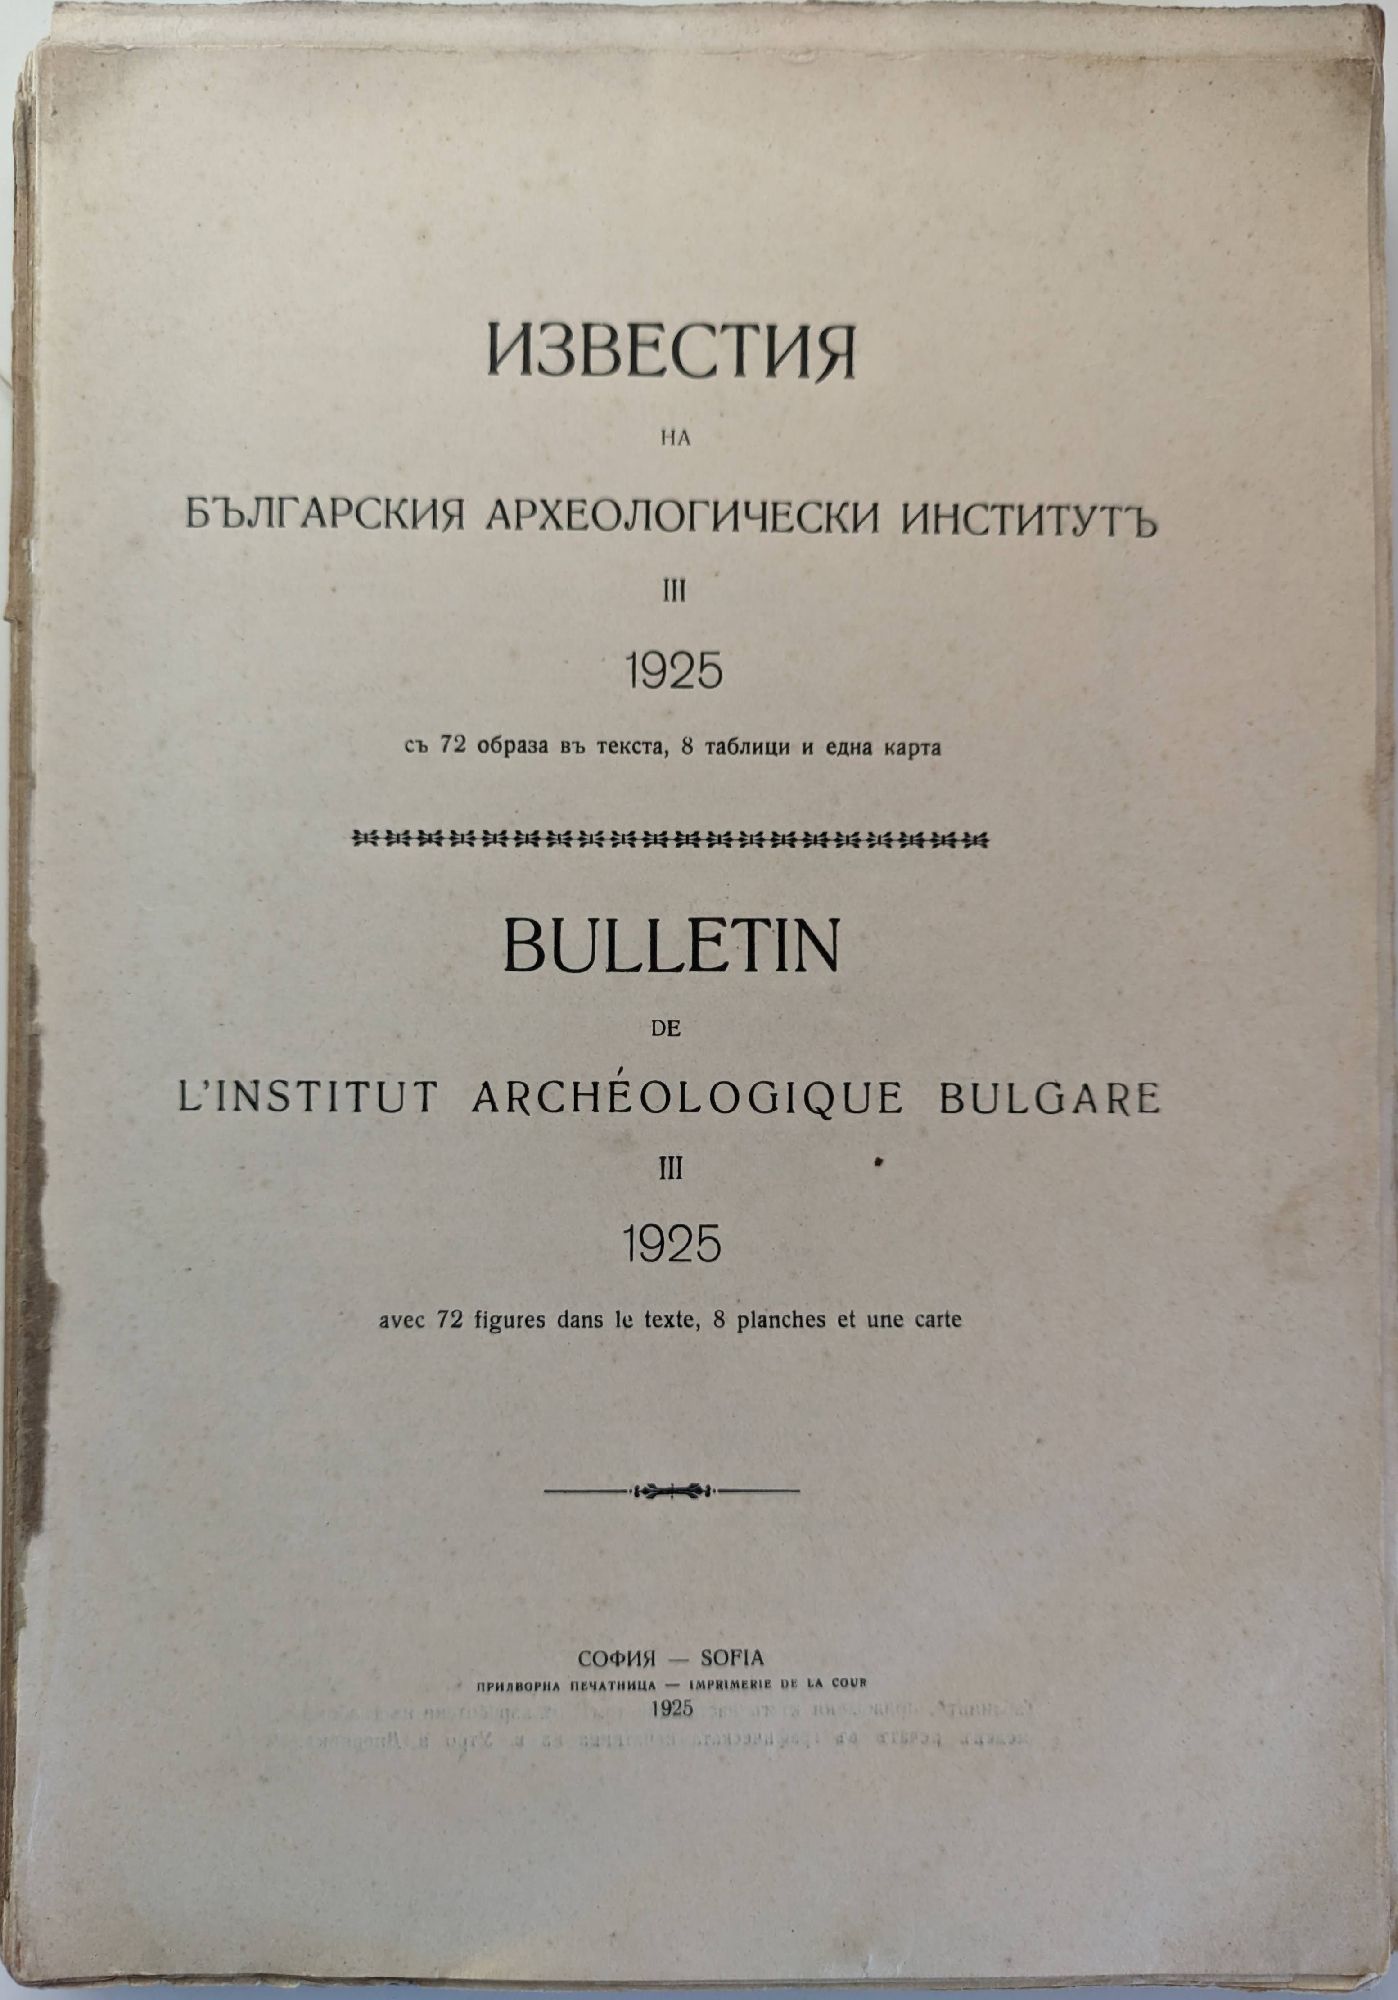 ИЗВЕСТИЯ
НА
БЪЛГАРСКИЯ АРХЕОЛОГИЧЕСКИ ИНСТИТУТЪ
III
1925
съ 72 образа въ текста, 8 таблици и една карта
BULLETIN
DE
L'INSTITUT ARCHÉOLOGIQUE BULGARE
III
1925
avec 72 figures dans le texte, 8 planches et une carte
СОФИЯ — SOFIA
ПРИДВОРНА ПЕЧАТНИЦА — IMPRIMERIE DE LA COUR
1925